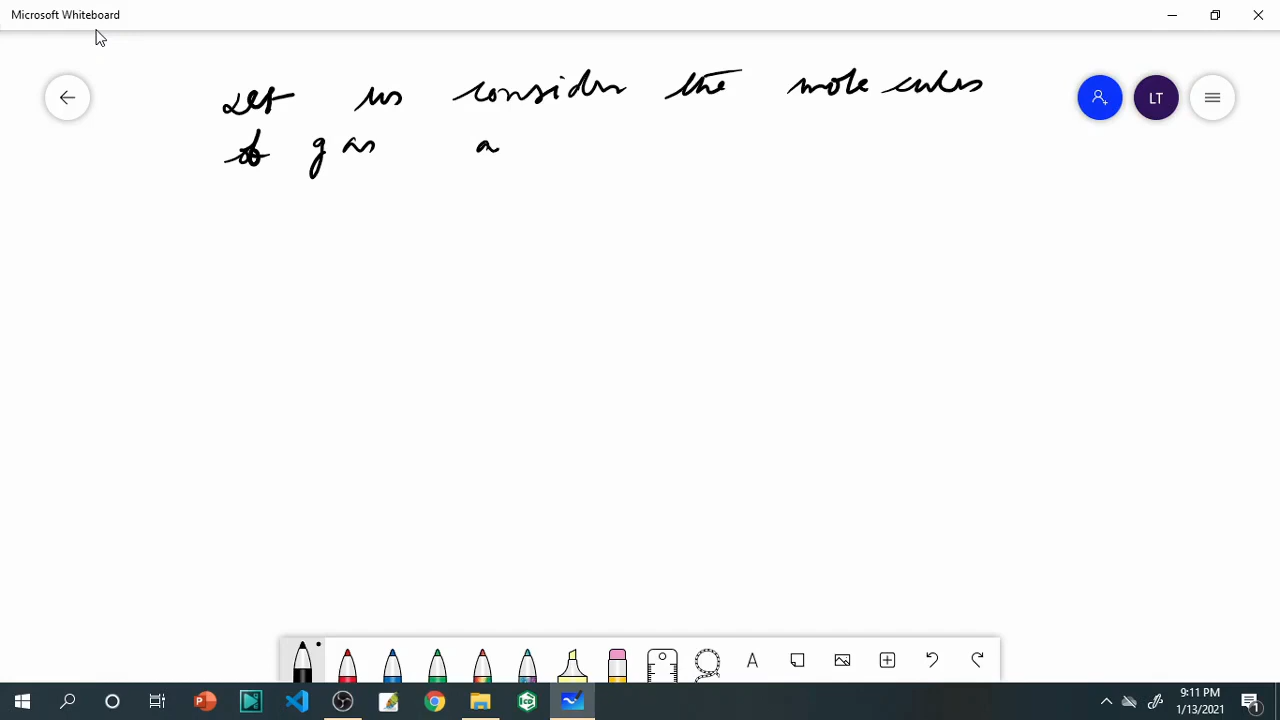 Microsoft Whiteboard
Let us consider the molecules
of gas a
LT
A
9:11 PM
1/13/2021